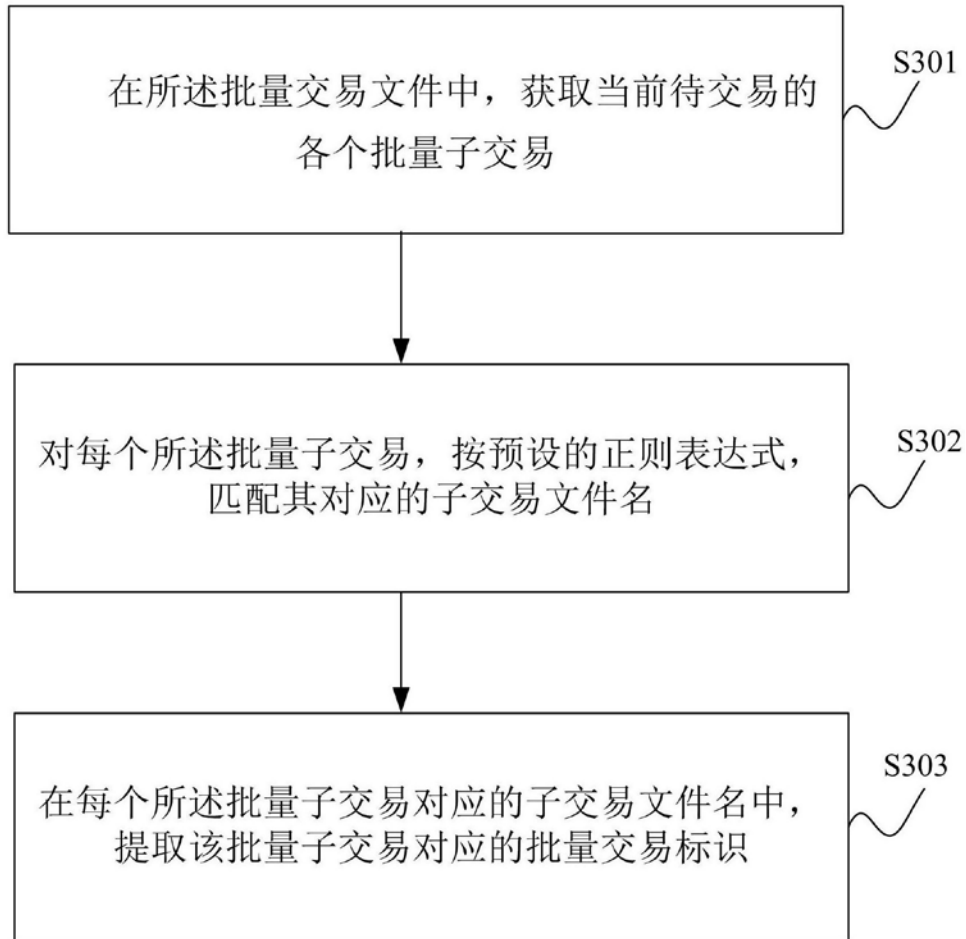 S301
在所述批量交易文件中，获取当前待交易的
各个批量子交易
S302
对每个所述批量子交易，按预设的正则表达式，
匹配其对应的子交易文件名
S303
在每个所述批量子交易对应的子交易文件名中，
提取该批量子交易对应的批量交易标识